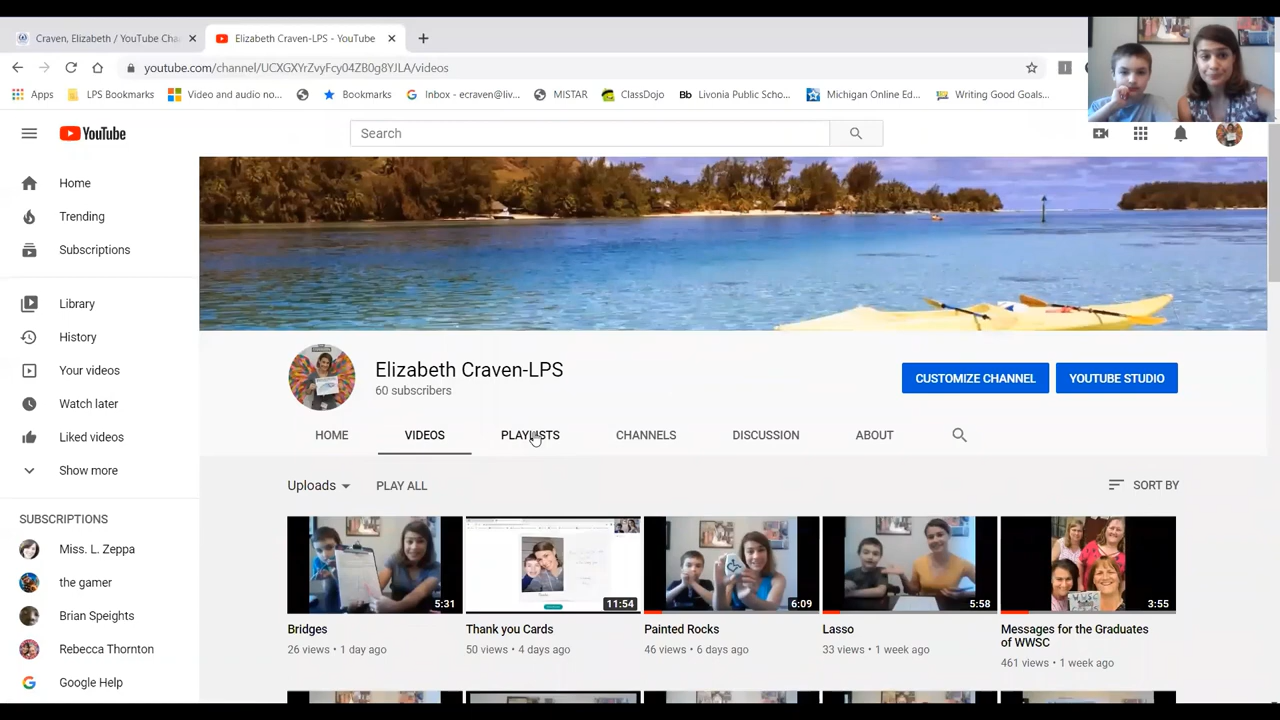 Craven, Elizabeth / YouTube Cha
Elizabeth Craven-LPS - YouTube
youtube.com/channel/UCXGXYrZvyFcy04ZB0g8YJLA/videos
Apps LPS Bookmarks Video and audio no... Bookmarks Inbox - ecraven@liv... MISTAR ClassDojo Bb Livonia Public Scho... Michigan Online Ed... Writing Good Goals...
YouTube
Search
Home
Trending
Subscriptions
Library
History
Your videos
Watch later
Liked videos
Show more
SUBSCRIPTIONS
Miss. L. Zeppa
the gamer
Brian Speights
Rebecca Thornton
Google Help
Elizabeth Craven-LPS
60 subscribers
CUSTOMIZE CHANNEL YOUTUBE STUDIO
HOME VIDEOS PLAYLISTS CHANNELS DISCUSSION ABOUT
Uploads PLAY ALL SORT BY
5:31 11:54 6:09 5:58 3:55
Bridges
26 views • 1 day ago
Thank you Cards
50 views • 4 days ago
Painted Rocks
46 views • 6 days ago
Lasso
33 views • 1 week ago
Messages for the Graduates
of WWSC
461 views • 1 week ago